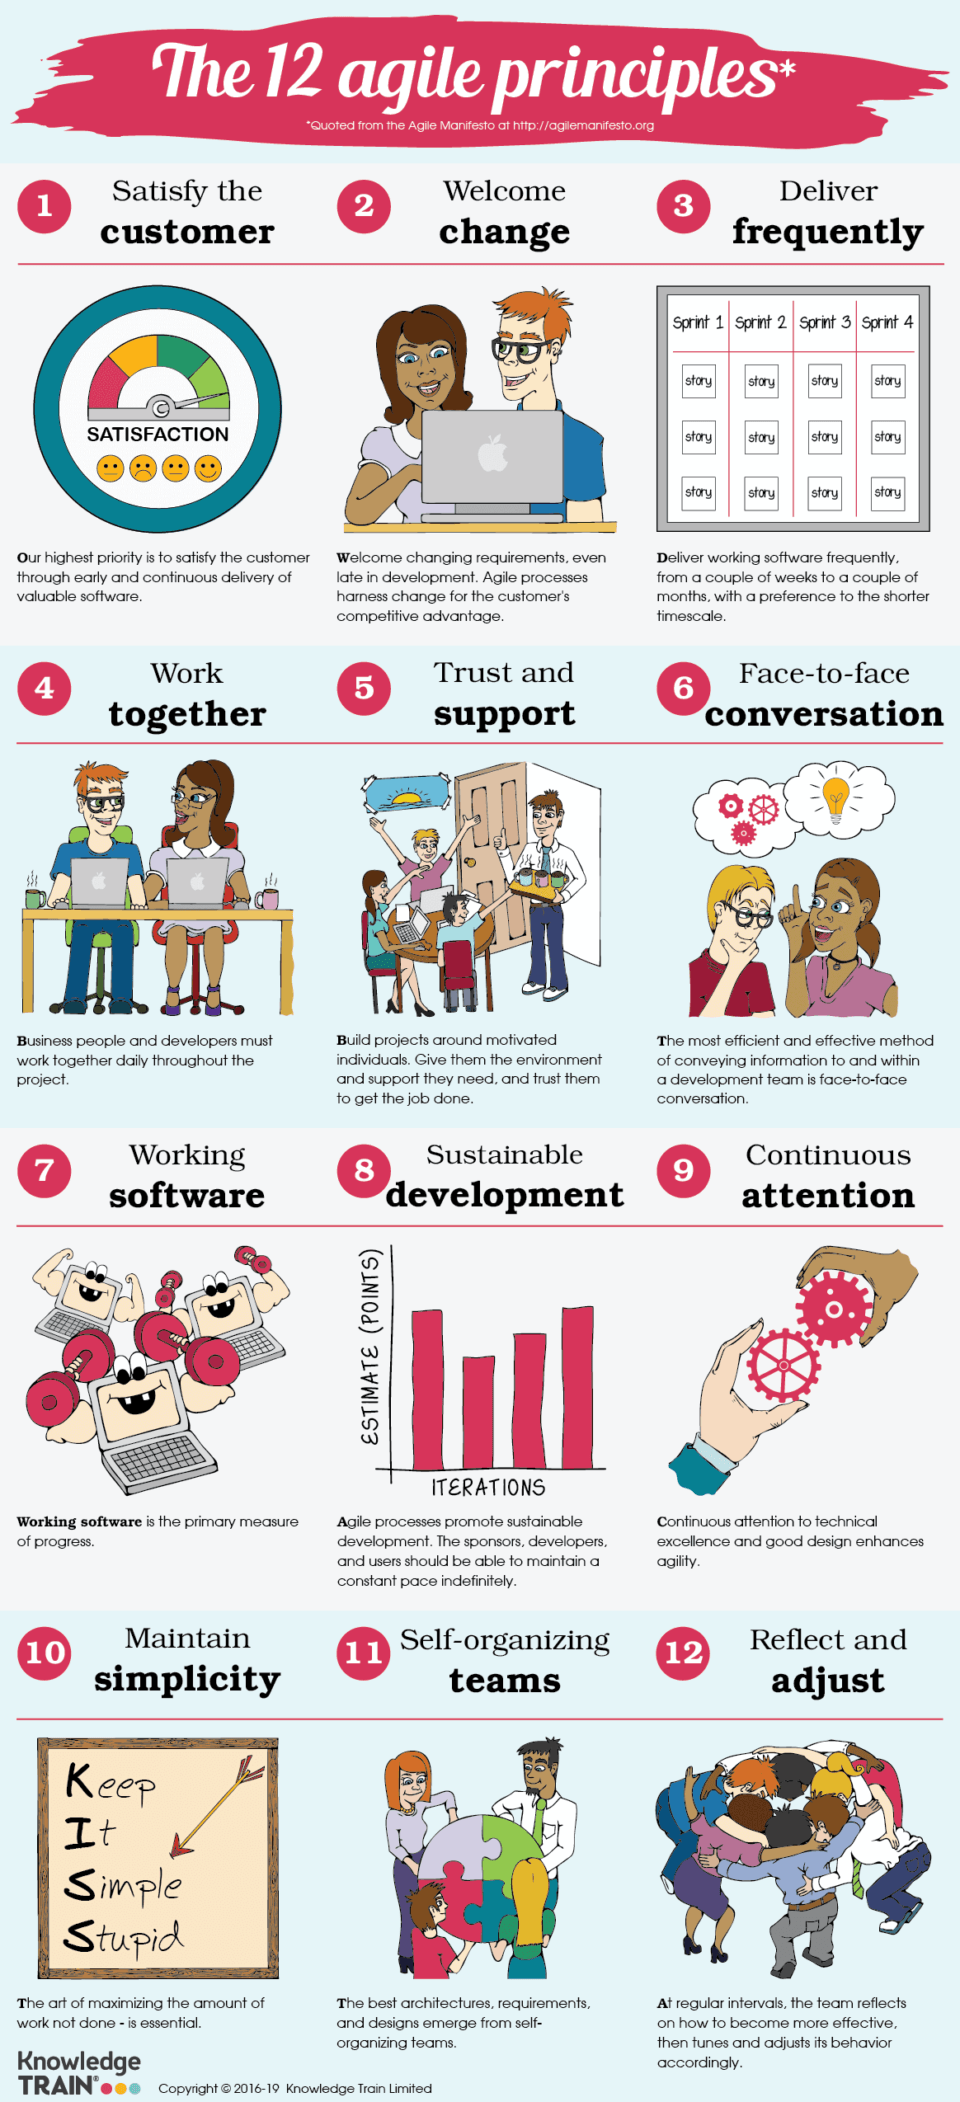 The 12 agile principles*
*Quoted from the Agile Manifesto at http://agilemanifesto.org
1
Satisfy the
customer
2
Welcome
change
3
Deliver
frequently
SATISFACTION
Sprint 1 Sprint 2 Sprint 3 Sprint 4
story story story story
story story story story
story story story story
Our highest priority is to satisfy the customer
through early and continuous delivery of
valuable software.
Welcome changing requirements, even
late in development. Agile processes
harness change for the customer's
competitive advantage.
Deliver working software frequently,
from a couple of weeks to a couple of
months, with a preference to the shorter
timescale.
4
Work
together
5
Trust and
support
6
Face-to-face
conversation
Business people and developers must
work together daily throughout the
project.
Build projects around motivated
individuals. Give them the environment
and support they need, and trust them
to get the job done.
The most efficient and effective method
of conveying information to and within
a development team is face-to-face
conversation.
7
Working
software
8
Sustainable
development
9
Continuous
attention
ESTIMATE (POINTS)
ITERATIONS
Working software is the primary measure
of progress.
Agile processes promote sustainable
development. The sponsors, developers,
and users should be able to maintain a
constant pace indefinitely.
Continuous attention to technical
excellence and good design enhances
agility.
10
Maintain
simplicity
11
Self-organizing
teams
12
Reflect and
adjust
Keep
It
Simple
Stupid
The art of maximizing the amount of
work not done - is essential.
The best architectures, requirements,
and designs emerge from self-
organizing teams.
At regular intervals, the team reflects
on how to become more effective,
then tunes and adjusts its behavior
accordingly.
Knowledge
TRAIN®
Copyright © 2016-19 Knowledge Train Limited